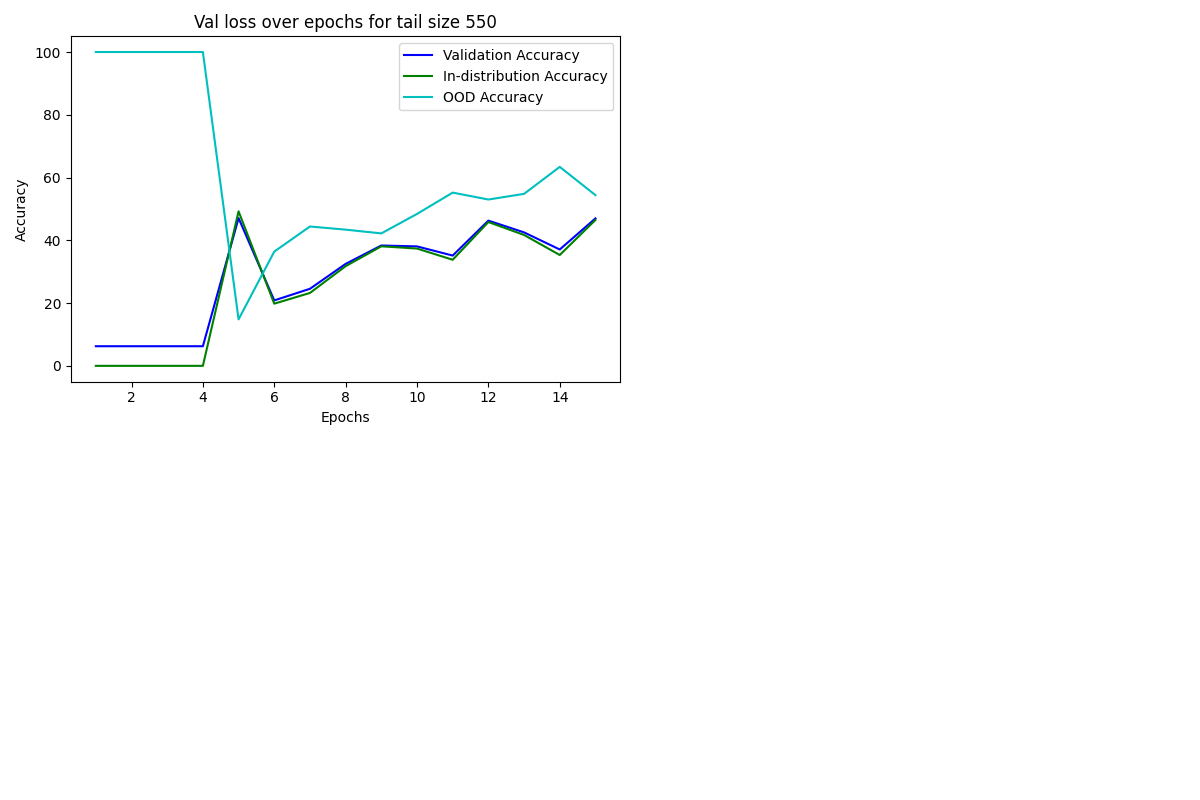 Val loss over epochs for tail size 550
Validation Accuracy
In-distribution Accuracy
OOD Accuracy
Accuracy
100
80
60
40
20
0
2 4 6 8 10 12 14
Epochs